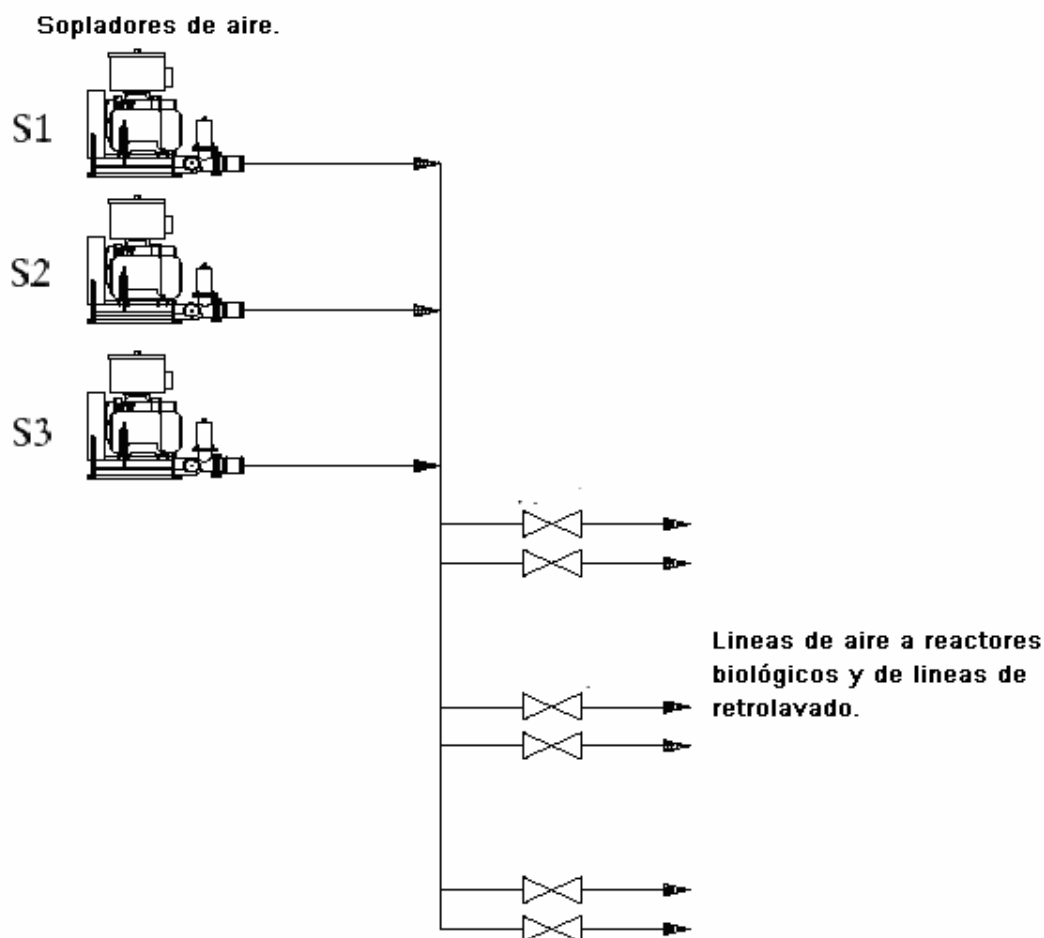 Sopladores de aire.
S1
S2
S3
Lineas de aire a reactores
biológicos y de lineas de
retrolavado.